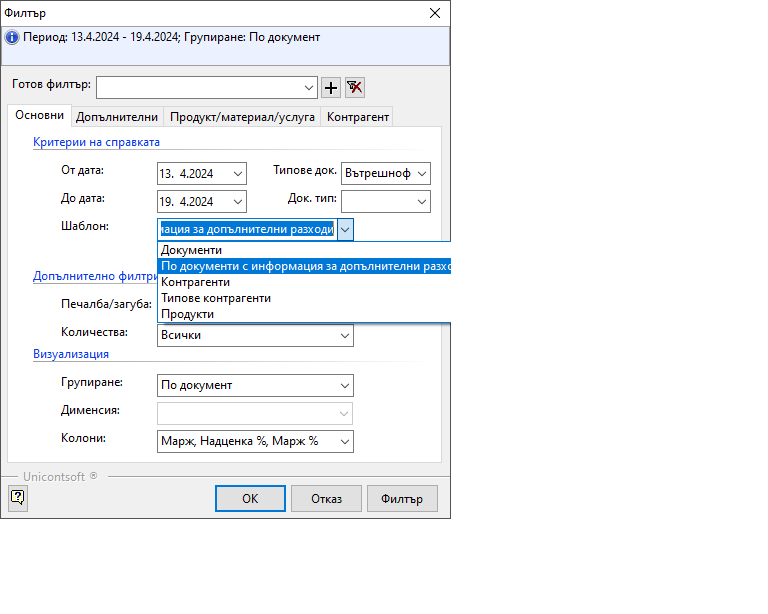 Филтър
Период: 13.4.2024 - 19.4.2024; Групиране: По документ
Готов филтър:
Основни Допълнителни Продукт/материал/услуга Контрагент
Критерии на справката
От дата: 13. 4.2024 Типове док. Вътрешноф
До дата: 19. 4.2024 Док. тип:
Шаблон: ация за допълнителни разходи
Документи
По документи с информация за допълнителни разхо
Контрагенти
Типове контрагенти
Продукти
Допълнително филтри
Печалба/загуба:
Количества: Всички
Визуализация
Групиране: По документ
Дименсия:
Колони: Марж, Надценка %, Марж %
Unicontsoft ®
ОК Отказ Филтър